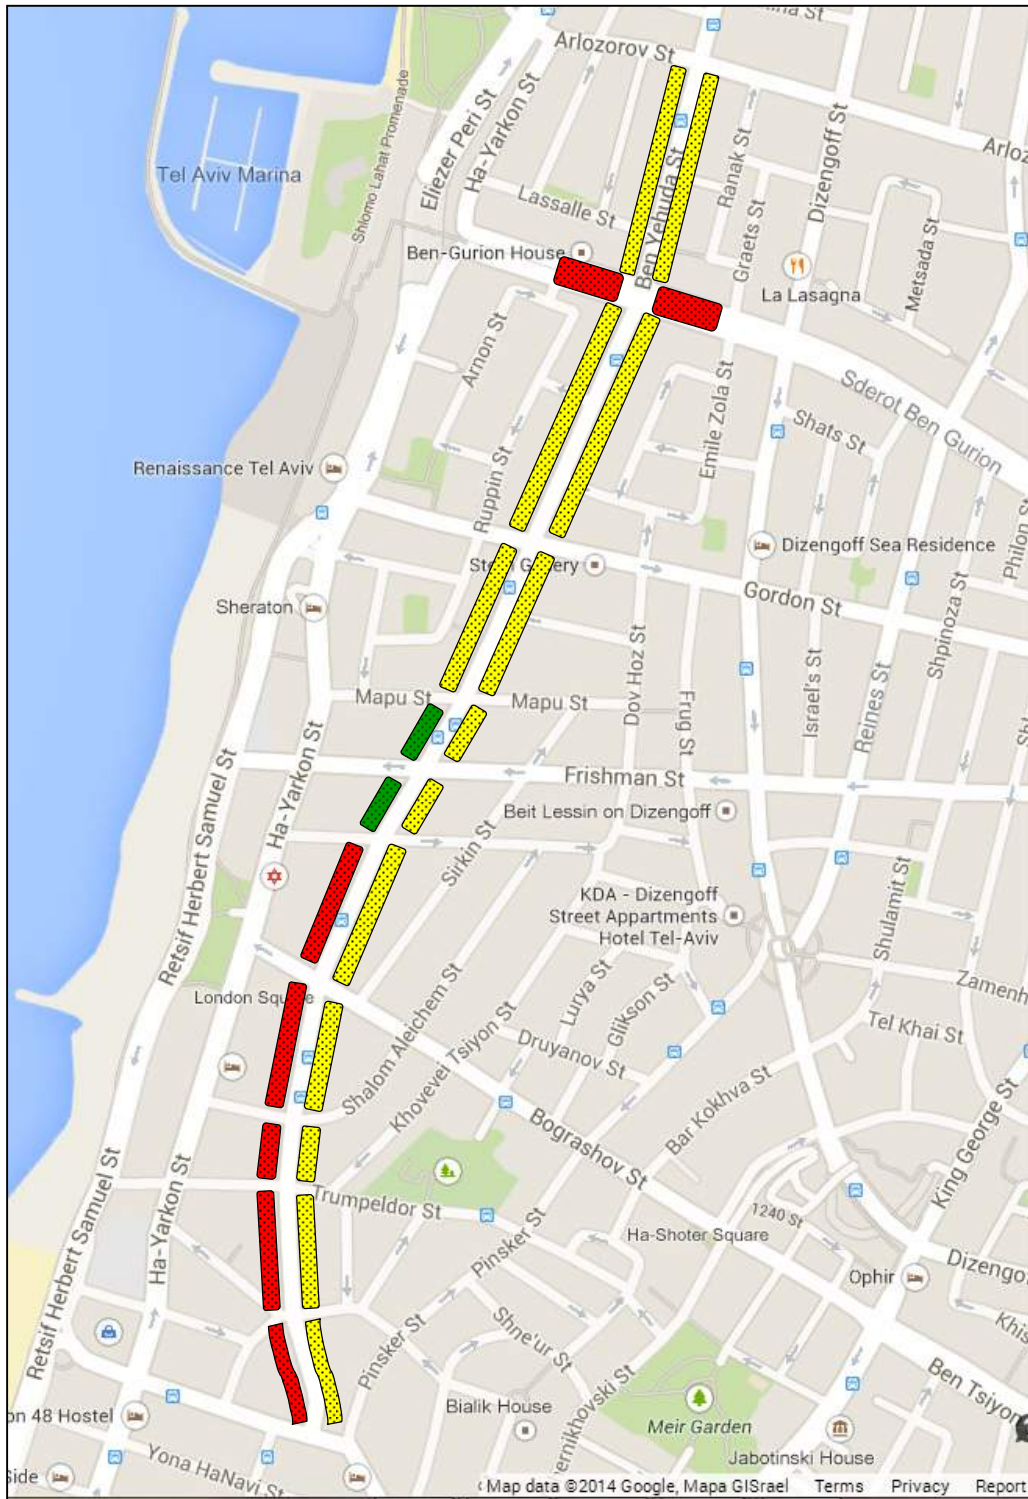 Arlozorov St
Eliezer Peri St
Ha-Yarkon St
Shlomo Lahat Promenade
Tel Aviv Marina
Lassalle St
Ben Yehuda St
Ranak St
Dizengoff St
Graets St
Metsada St
Ben-Gurion House
La Lasagna
Arnon St
Emile Zola St
Sderot Ben Gurion
Shats St
Renaissance Tel Aviv
Ruppin St
Dizengoff Sea Residence
Sheraton
Gordon St
Philon St
Shpinoza St
Dov Hoz St
Israel's St
Reines St
Frug St
Mapu St
Mapu St
Ha-Yarkon St
Retsif Herbert Samuel St
Frishman St
Beit Lessin on Dizengoff
Sirkin St
KDA - Dizengoff
Street Appartments
Hotel Tel-Aviv
Shulamit St
London Square
Shalom Aleichem St
Khovevei Tsiyon St
Lurya St
Glikson St
Druyanov St
Tel Khai St
Bar Kokhva St
Bograshov St
King George St
Retsif Herbert Samuel St
Ha-Yarkon St
Trumpeldor St
Pinsker St
1240 St
Ha-Shoter Square
Ophir
Pinsker St
Shne'ur St
Bialik House
Meir Garden
Jabotinski House
on 48 Hostel
Yona HaNavi St
Side
Map data ©2014 Google, Mapa GISrael Terms Privacy Report